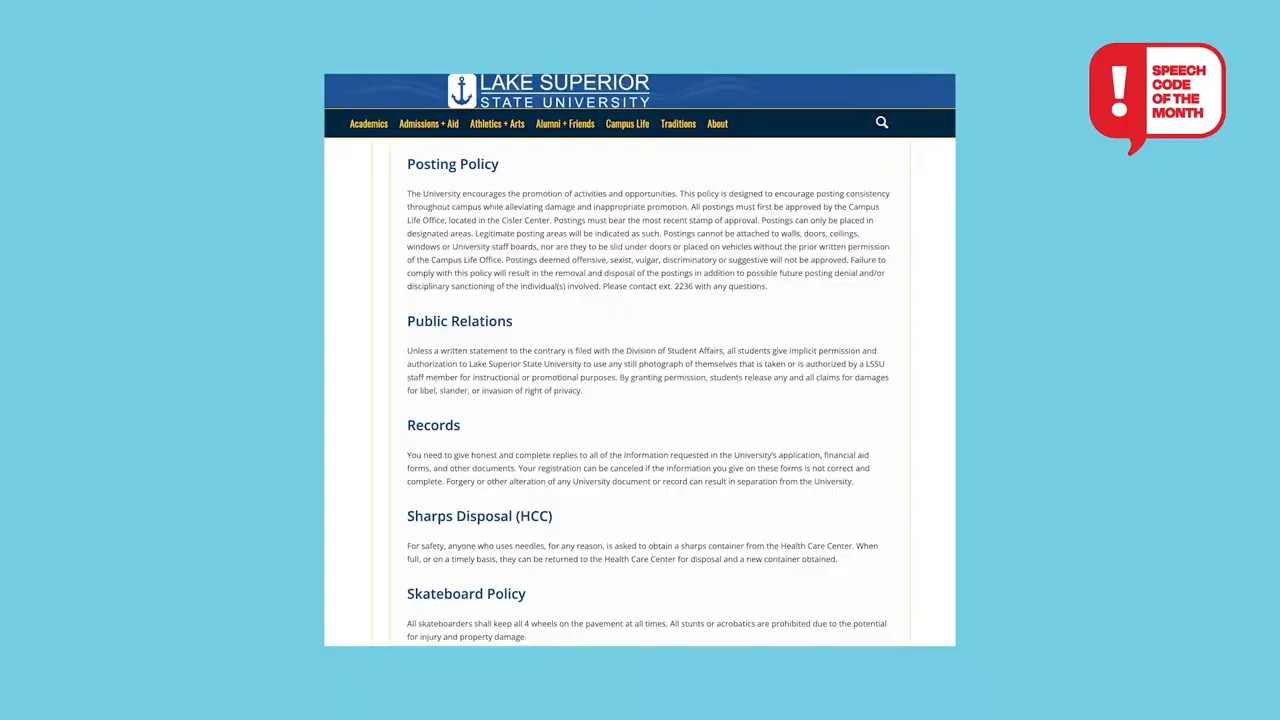 LAKE SUPERIOR
STATE UNIVERSITY
SPEECH
CODE
OF THE
MONTH
Academics Admissions + Aid Athletics + Arts Alumni + Friends Campus Life Traditions About
Posting Policy
The University encourages the promotion of activities and opportunities. This policy is designed to encourage posting consistency
throughout campus while alleviating damage and inappropriate promotion. All postings must first be approved by the Campus
Life Office, located in the Cisler Center. Postings must bear the most recent stamp of approval. Postings can only be placed in
designated areas. Legitimate posting areas will be indicated as such. Postings cannot be attached to walls, doors, ceilings,
windows or University staff boards, nor are they to be slid under doors or placed on vehicles without the prior written permission
of the Campus Life Office. Postings deemed offensive, sexist, vulgar, discriminatory or suggestive will not be approved. Failure to
comply with this policy will result in the removal and disposal of the postings in addition to possible future posting denial and/or
disciplinary sanctioning of the individual(s) involved. Please contact ext. 2236 with any questions.
Public Relations
Unless a written statement to the contrary is filed with the Division of Student Affairs, all students give implicit permission and
authorization to Lake Superior State University to use any still photograph of themselves that is taken or is authorized by a LSSU
staff member for instructional or promotional purposes. By granting permission, students release any and all claims for damages
for libel, slander, or invasion of right of privacy.
Records
You need to give honest and complete replies to all of the information requested in the University's application, financial aid
forms, and other documents. Your registration can be canceled if the information you give on these forms is not correct and
complete. Forgery or other alteration of any University document or record can result in separation from the University.
Sharps Disposal (HCC)
For safety, anyone who uses needles, for any reason, is asked to obtain a sharps container from the Health Care Center. When
full, or on a timely basis, they can be returned to the Health Care Center for disposal and a new container obtained.
Skateboard Policy
All skateboarders shall keep all 4 wheels on the pavement at all times. All stunts or acrobatics are prohibited due to the potential
for injury and property damage.